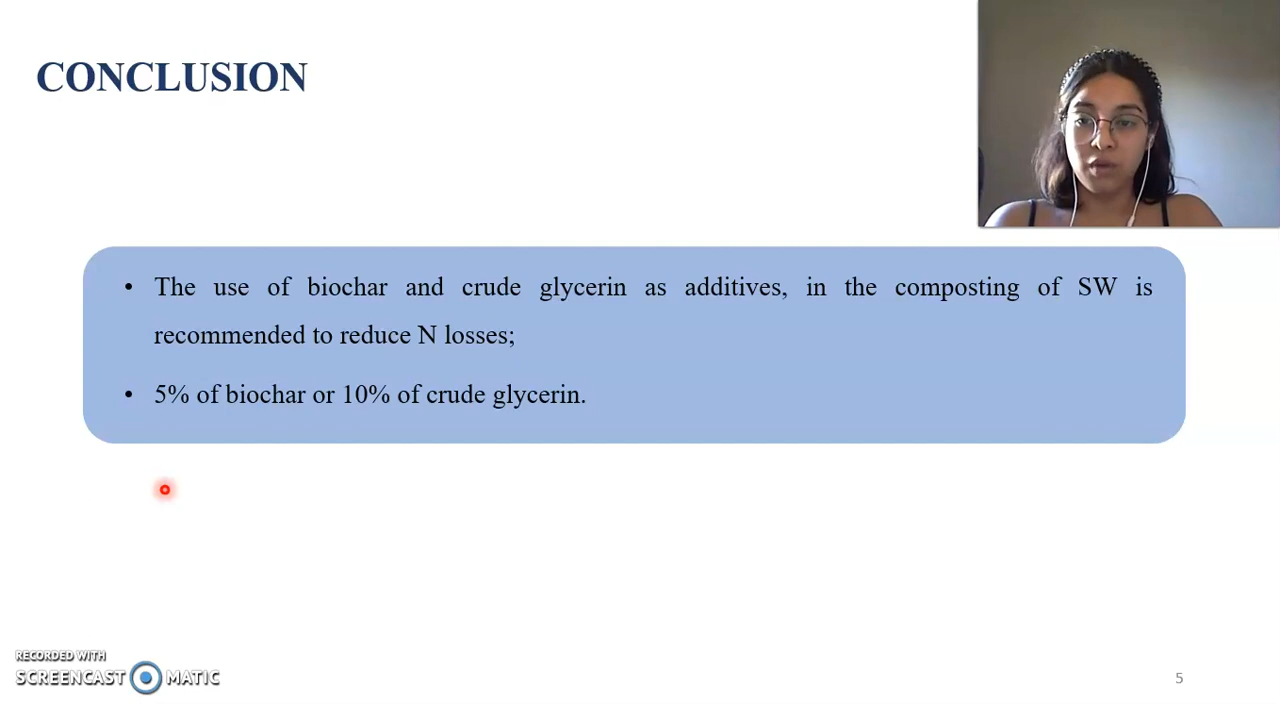 CONCLUSION
• The use of biochar and crude glycerin as additives, in the composting of SW is
recommended to reduce N losses;
• 5% of biochar or 10% of crude glycerin.
RECORDED WITH
SCREENCAST MATIC
5